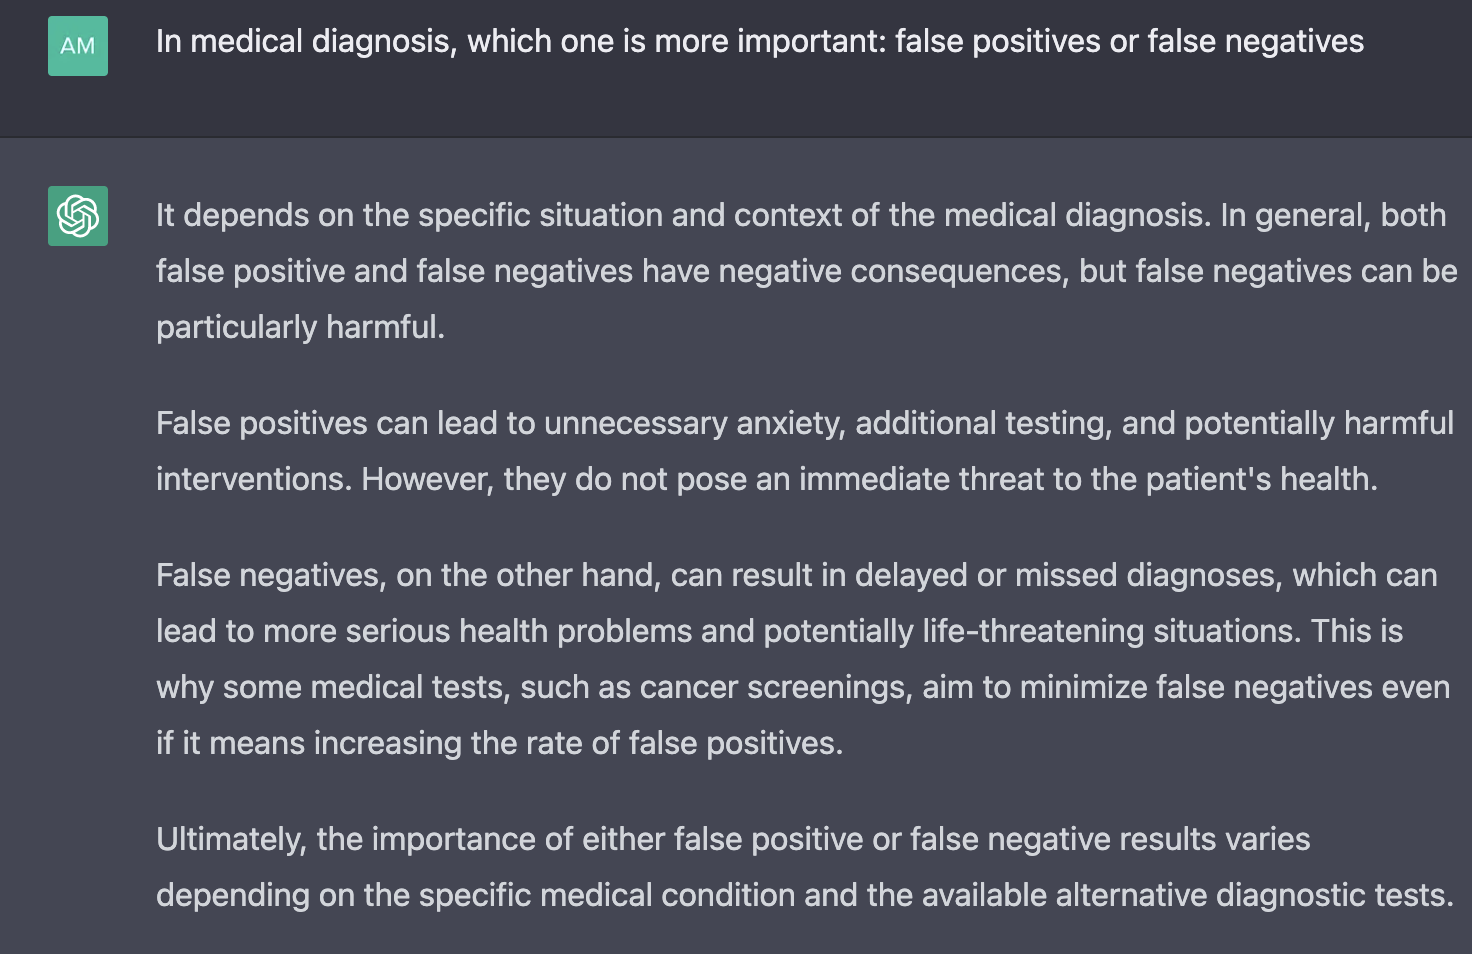 AM
In medical diagnosis, which one is more important: false positives or false negatives
It depends on the specific situation and context of the medical diagnosis. In general, both
false positive and false negatives have negative consequences, but false negatives can be
particularly harmful.
False positives can lead to unnecessary anxiety, additional testing, and potentially harmful
interventions. However, they do not pose an immediate threat to the patient's health.
False negatives, on the other hand, can result in delayed or missed diagnoses, which can
lead to more serious health problems and potentially life-threatening situations. This is
why some medical tests, such as cancer screenings, aim to minimize false negatives even
if it means increasing the rate of false positives.
Ultimately, the importance of either false positive or false negative results varies
depending on the specific medical condition and the available alternative diagnostic tests.